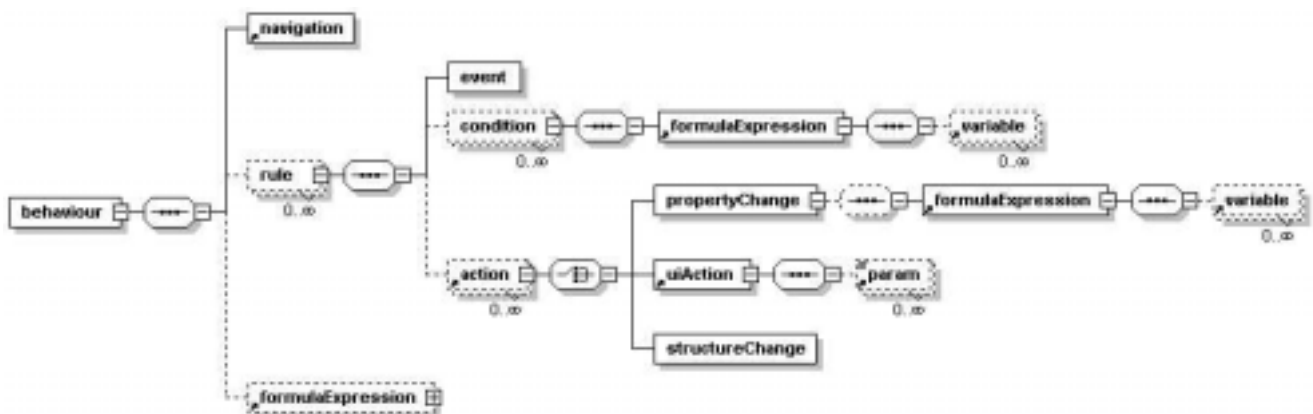 navigation
event
condition
formulaExpression
variable
0..∞
0..∞
rule
0..∞
behaviour
propertyChange
formulaExpression
variable
0..∞
action
0..∞
uiAction
param
0..∞
structureChange
formulaExpression